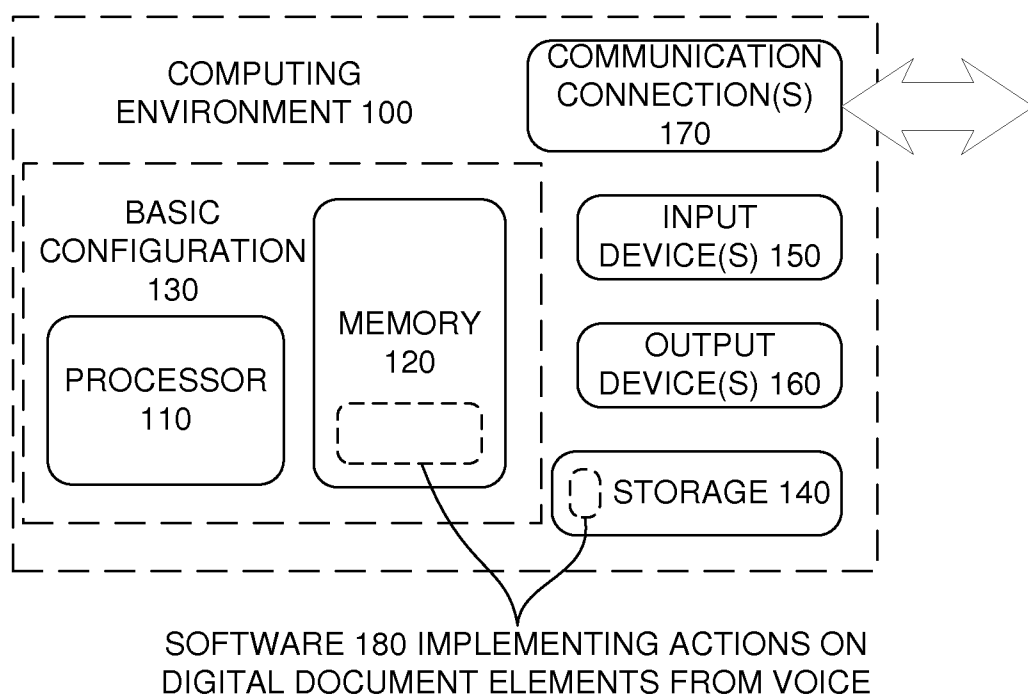 COMPUTING
ENVIRONMENT 100
COMMUNICATION
CONNECTION(S)
170
BASIC
CONFIGURATION
130
PROCESSOR
110
MEMORY
120
INPUT
DEVICE(S) 150
OUTPUT
DEVICE(S) 160
STORAGE 140
SOFTWARE 180 IMPLEMENTING ACTIONS ON
DIGITAL DOCUMENT ELEMENTS FROM VOICE